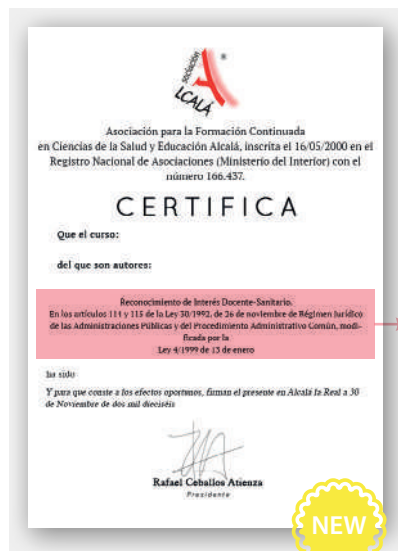 sociación
LCALÁ
Asociación para la Formación Continuada
en Ciencias de la Salud y Educación Alcalá, inscrita el 16/05/2000 en el
Registro Nacional de Asociaciones (Ministerio del Interior) con el
número 166.437.
CERTIFICA
Que el curso:
del que son autores:
Reconocimiento de Interés Docente-Sanitario.
En los artículos 114 y 115 de la Ley 30/1992, de 26 de noviembre de Régimen Jurídico
de las Administraciones Públicas y del Procedimiento Administrativo Común, modi-
ficada por la
Ley 4/1999 de 13 de enero
ha sido
Y para que conste a los efectos oportunos, firman el presente en Alcalá la Real a 30
de Noviembre de dos mil dieciséis
Rafael Ceballos Atienza
Presidente
NEW